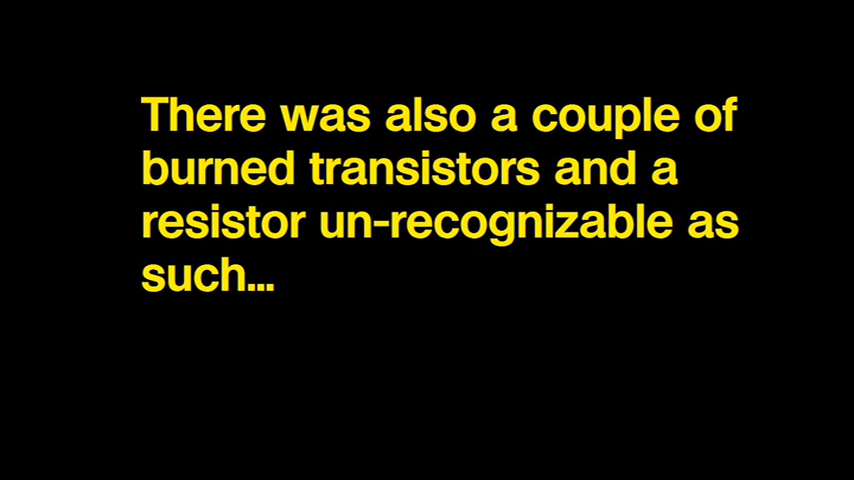 There was also a couple of
burned transistors and a
resistor un-recognizable as
such...